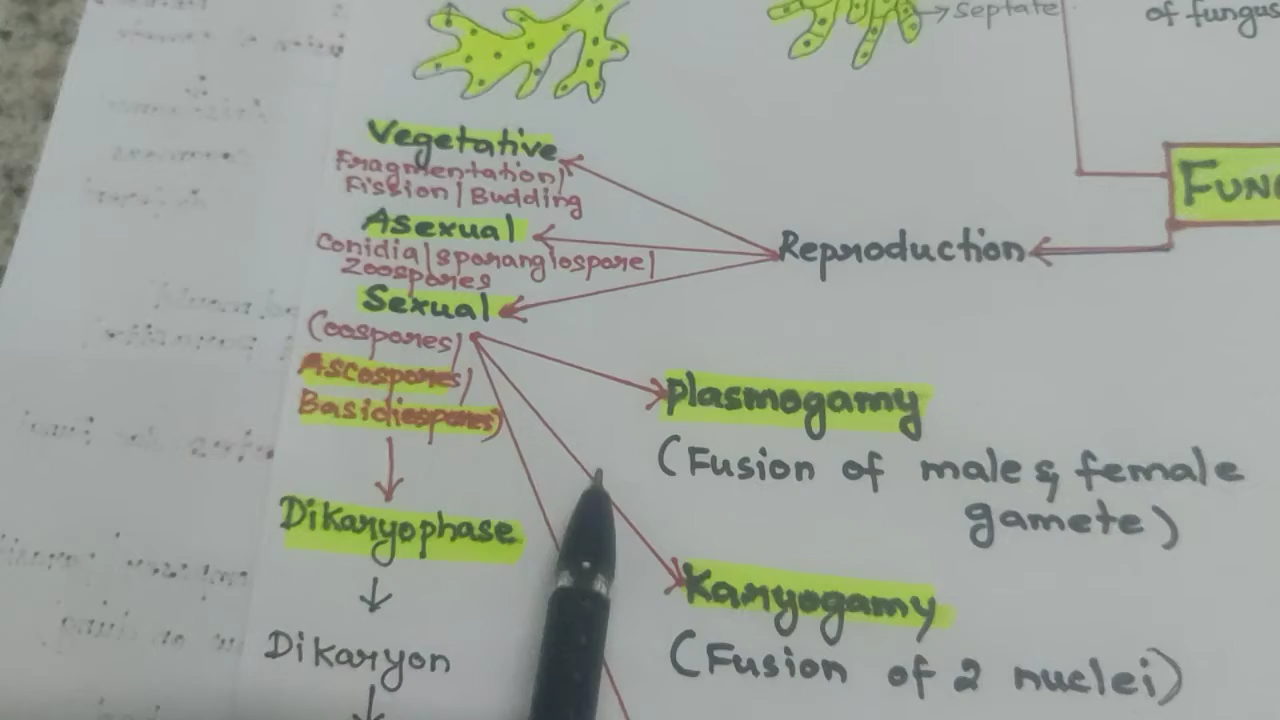 septate
of fungus
Vegetative
Fragmentation/
Fission/Budding
Asexual
Conidia/sporangiospore/
Zoospores
Sexual
(oospores/
Ascospores/
Basidiospores)
Reproduction
FUN
plasmogamy
(Fusion of male & female
gamete)
Dikaryophase
Karyogamy
(Fusion of 2 nuclei)
Dikaryon